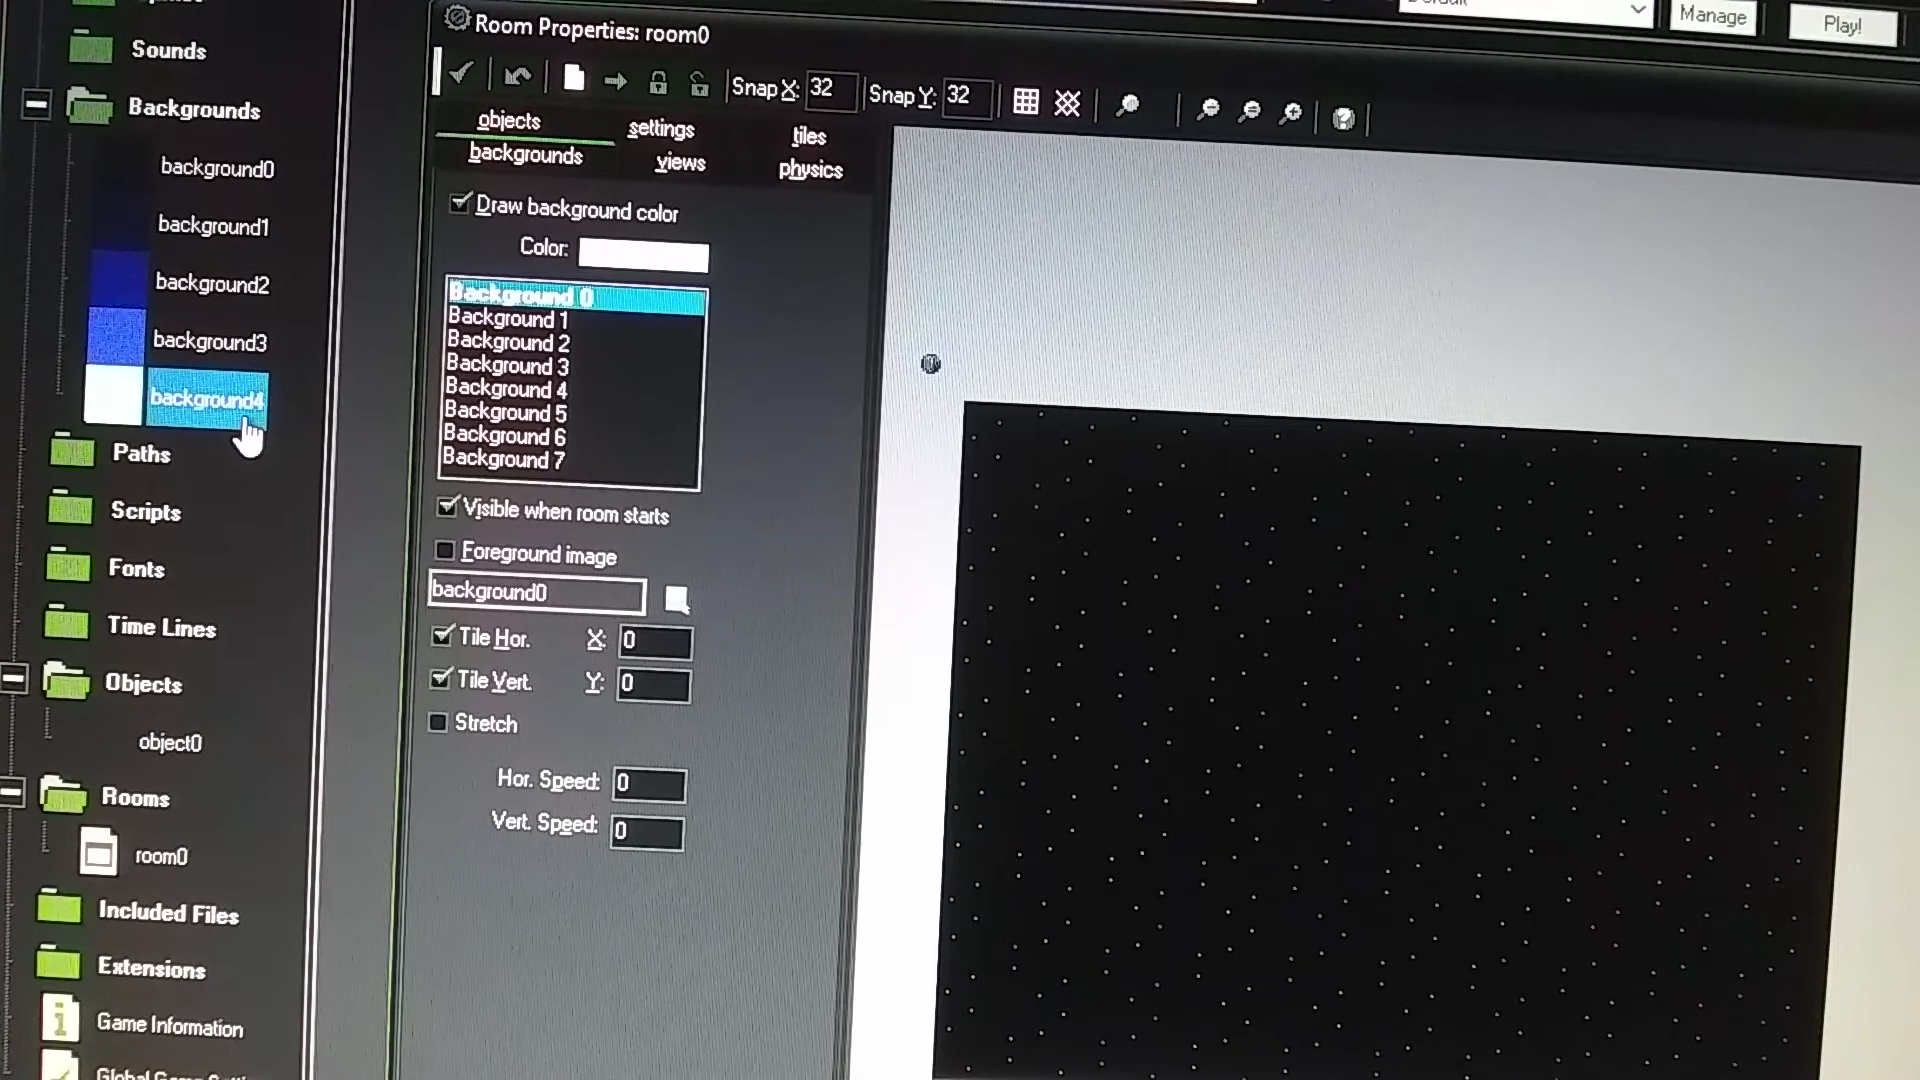 Manage
Play!
Room Properties: room0
Snap X: 32
Snap Y: 32
objects
settings
tiles
backgrounds
views
physics
Draw background color
Color:
Background 0
Background 1
Background 2
Background 3
Background 4
Background 5
Background 6
Background 7
Visible when room starts
Foreground image
background0
Tile Hor.
X: 0
Tile Vert.
Y: 0
Stretch
Hor. Speed: 0
Vert. Speed: 0
Sounds
Backgrounds
background0
background1
background2
background3
background4
Paths
Scripts
Fonts
Time Lines
Objects
object0
Rooms
room0
Included Files
Extensions
Game Information